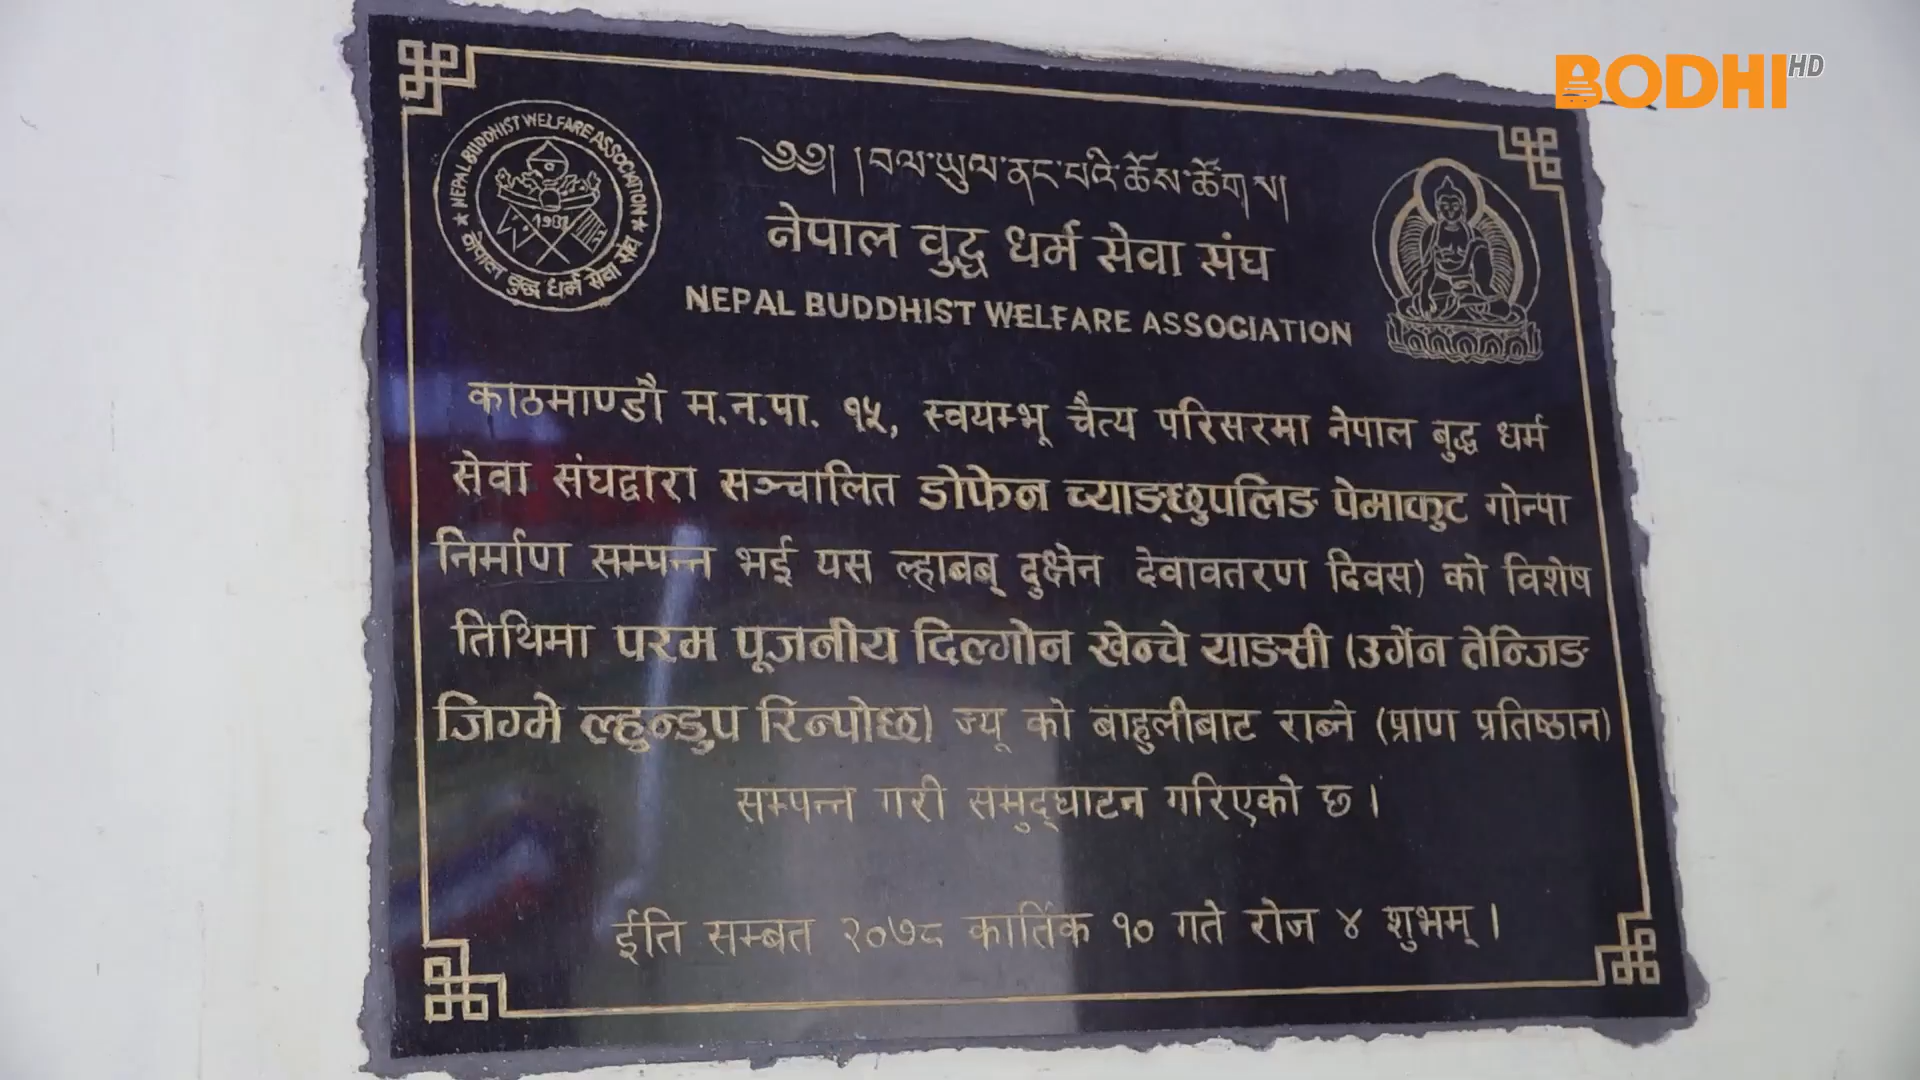 BODHI HD
NEPAL BUDDHIST WELFARE ASSOCIATION
1981
नेपाल वुद्ध धर्म सेवा संघ
༄༅། །བལ་ཡུལ་ནང་པའི་ཆོས་ཚོགས།
नेपाल वुद्ध धर्म सेवा संघ
NEPAL BUDDHIST WELFARE ASSOCIATION
काठमाण्डौ म.न.पा. १५, स्वयम्भू चैत्य परिसरमा नेपाल बुद्ध धर्म
सेवा संघद्वारा सञ्चालित डोफेन च्याङ्छुपलिङ पेमाकुट गोन्पा
निर्माण सम्पन्न भई यस ल्हाबब् दुक्षेन देवावतरण दिवस) को विशेष
तिथिमा परम पूजनीय दिल्गोन खेन्चे याङसी (उर्गेन तेन्जिङ
जिग्मे ल्हुन्डुप रिन्पोछ) ज्यू को बाहुलीबाट राब्ने (प्राण प्रतिष्ठान)
सम्पन्न गरी समुद्घाटन गरिएको छ ।
ईति सम्बत २०७८ कार्तिक १० गते रोज ४ शुभम् ।